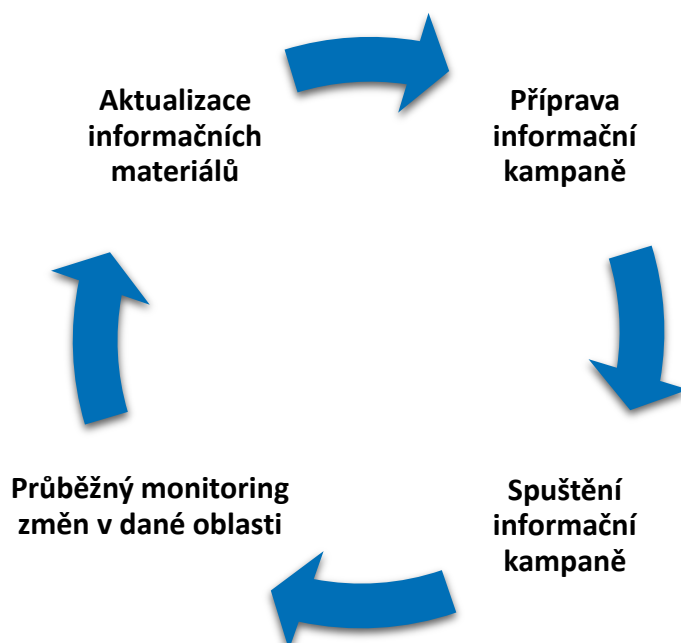 Aktualizace
informačních
materiálů
Příprava
informační
kampaně
Průběžný monitoring
změn v dané oblasti
Spuštění
informační
kampaně